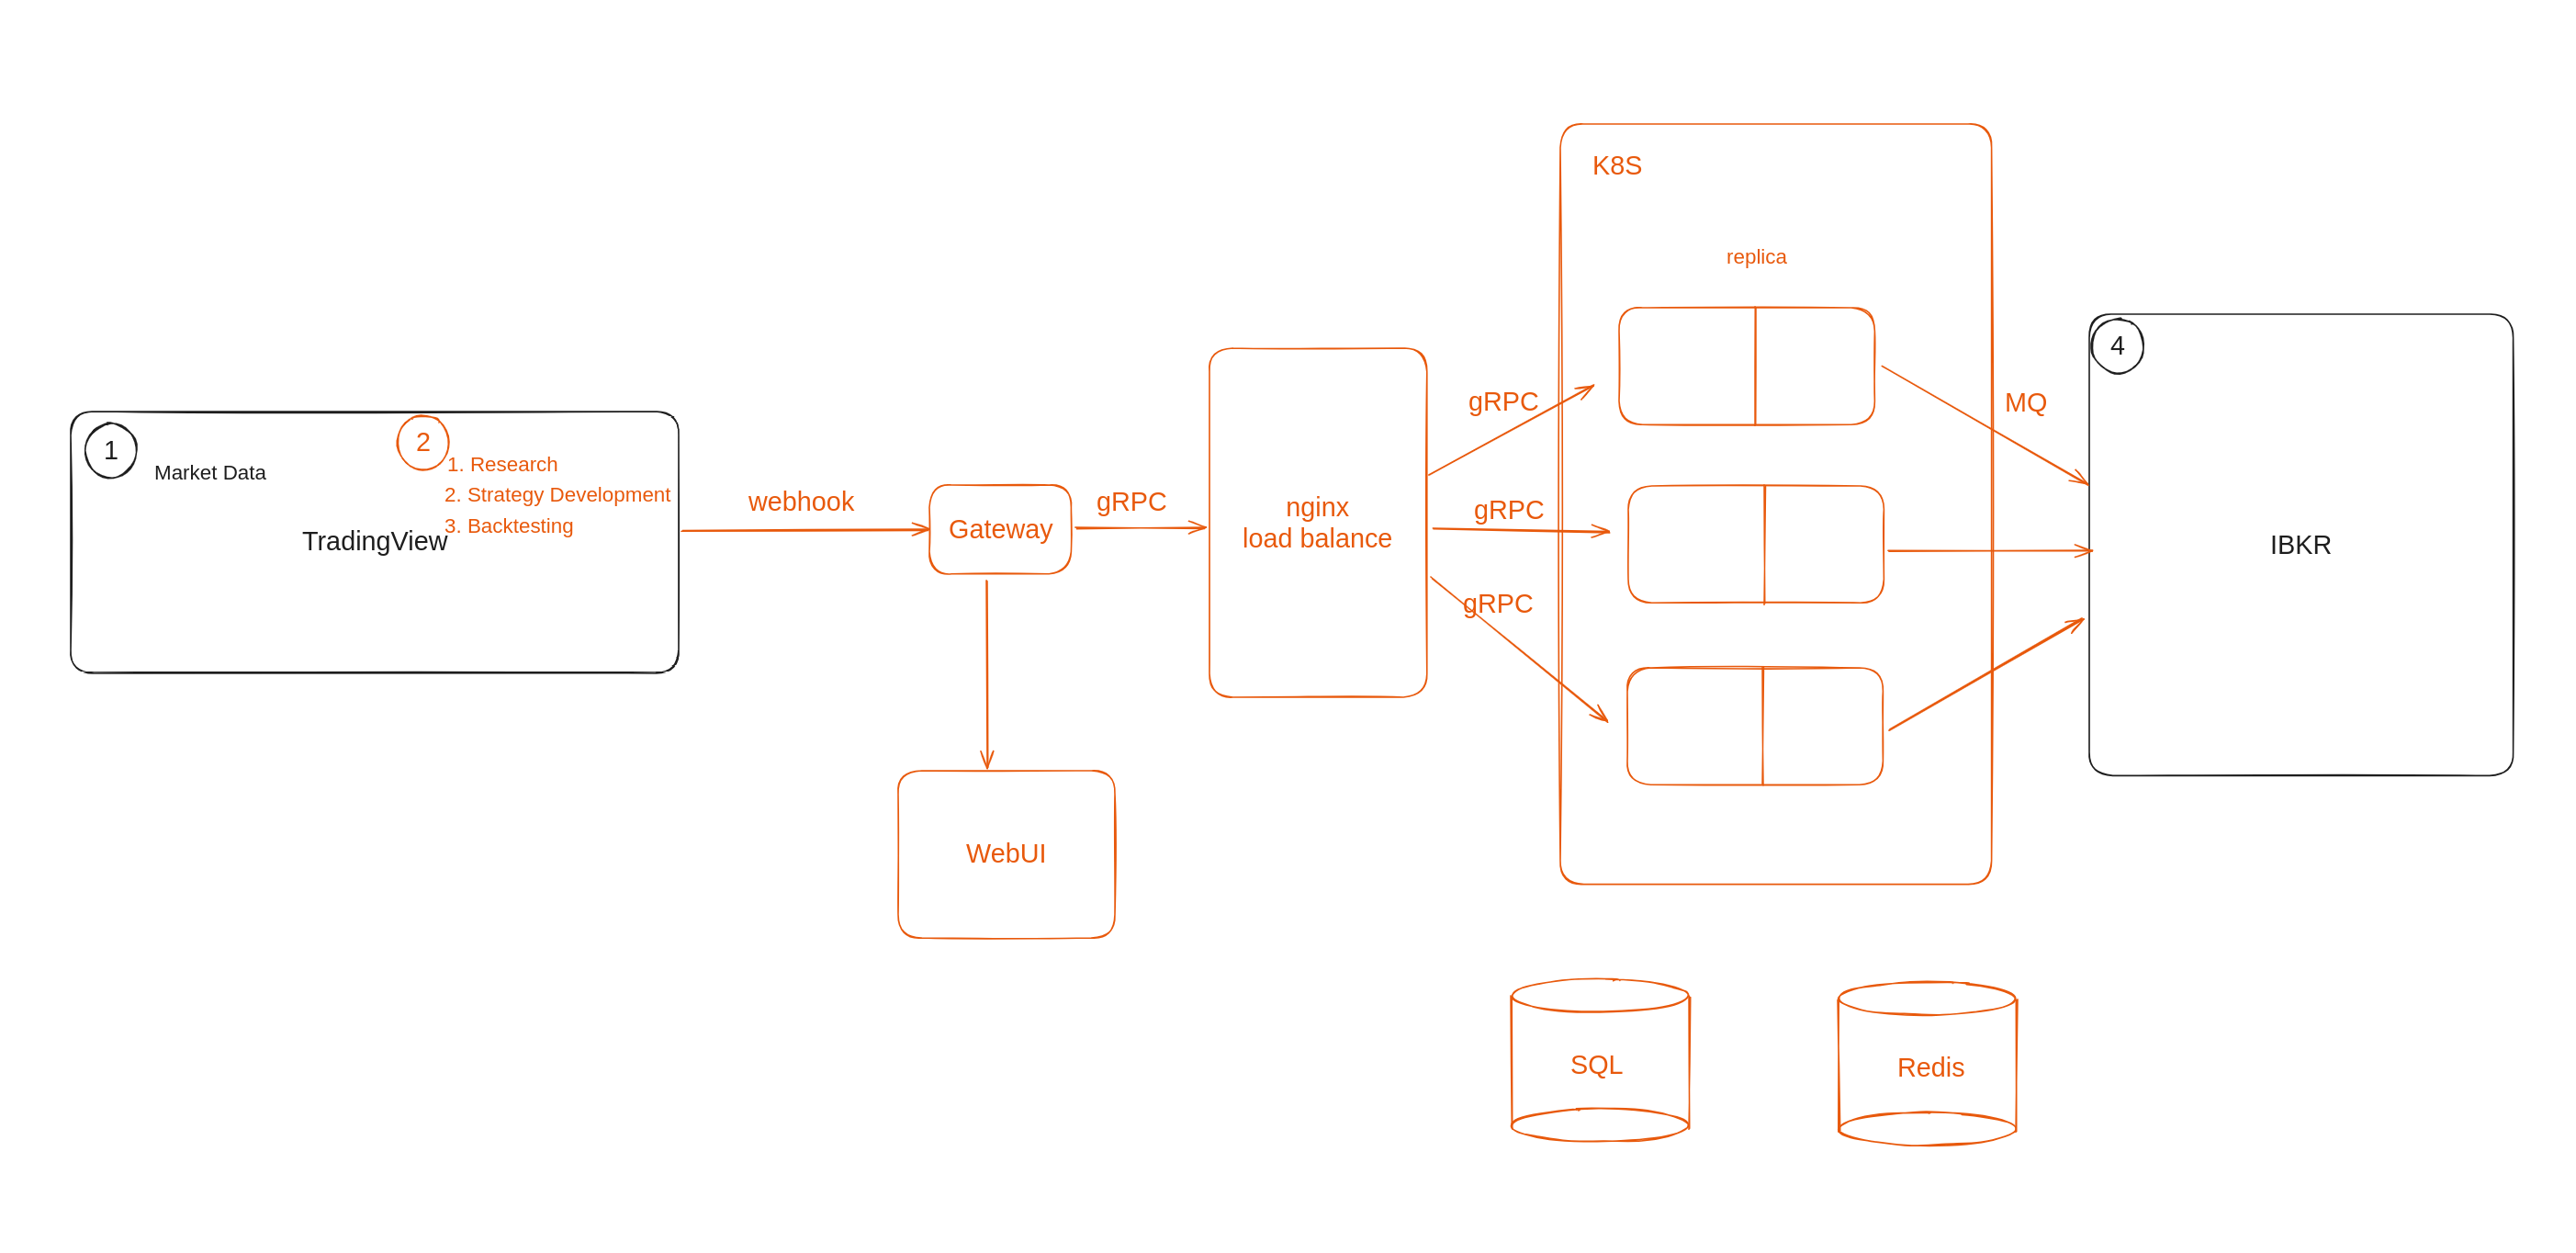 K8S
replica
1
Market Data
TradingView
2
1. Research
2. Strategy Development
3. Backtesting
webhook
Gateway
gRPC
nginx
load balance
gRPC
gRPC
gRPC
MQ
4
IBKR
WebUI
SQL
Redis